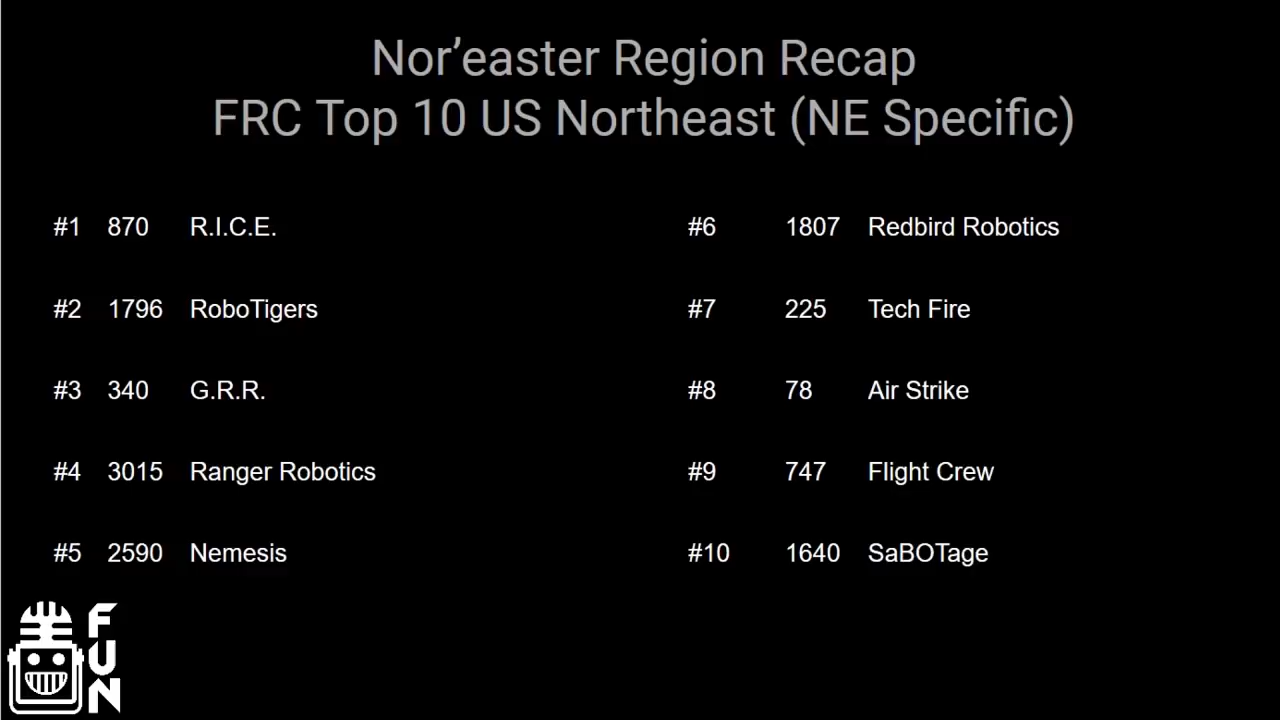 Nor’easter Region Recap
FRC Top 10 US Northeast (NE Specific)
#1 870 R.I.C.E.
#2 1796 RoboTigers
#3 340 G.R.R.
#4 3015 Ranger Robotics
#5 2590 Nemesis
#6 1807 Redbird Robotics
#7 225 Tech Fire
#8 78 Air Strike
#9 747 Flight Crew
#10 1640 SaBOTage
FUN